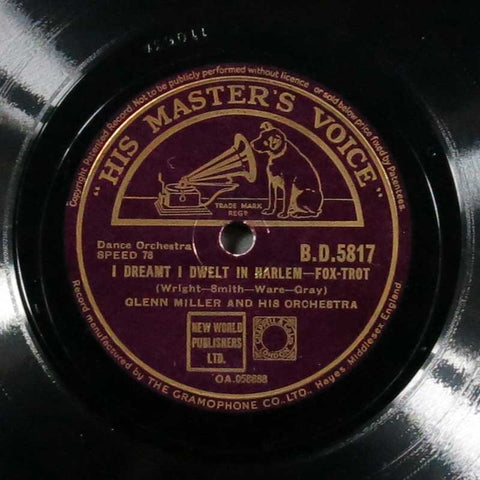 Copyright. Patented Record. Not to be publicly performed without licence or sold below price fixed by Patentees.
"HIS MASTER'S VOICE"
TRADE MARK
REGD
Dance Orchestra
SPEED 78
B.D.5817
I DREAMT I DWELT IN HARLEM—FOX-TROT
(Wright—Smith—Ware—Gray)
GLENN MILLER AND HIS ORCHESTRA
NEW WORLD
PUBLISHERS
LTD.
OA.058888
Record manufactured by THE GRAMOPHONE CO., LTD., Hayes, Middlesex, England